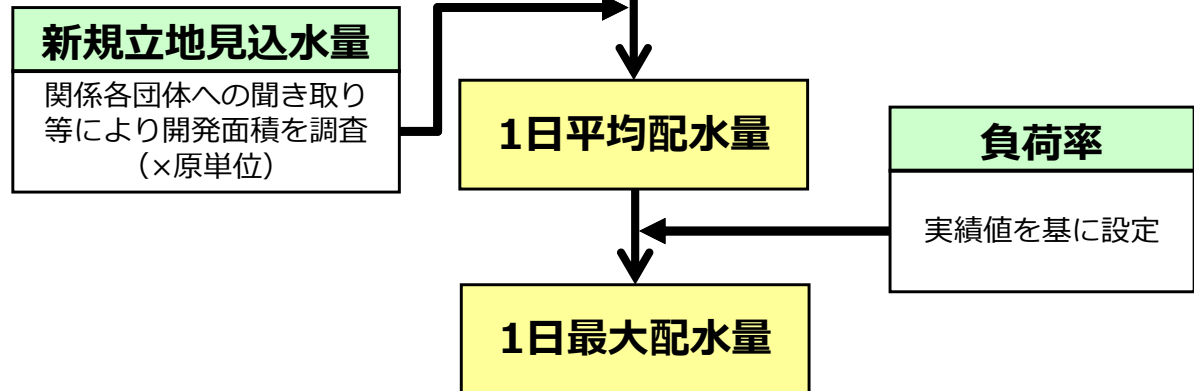 新規立地見込水量
関係各団体への聞き取り
等により開発面積を調査
（×原単位）
1日平均配水量
負荷率
実績値を基に設定
1日最大配水量